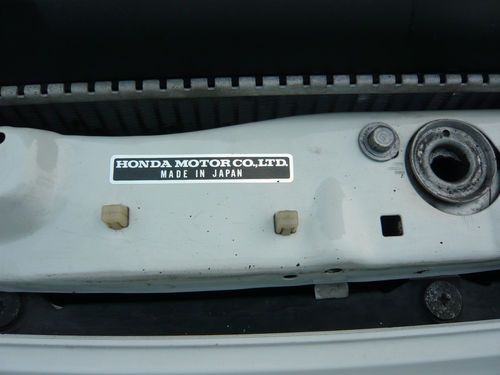 HONDA MOTOR CO., LTD.
MADE IN JAPAN